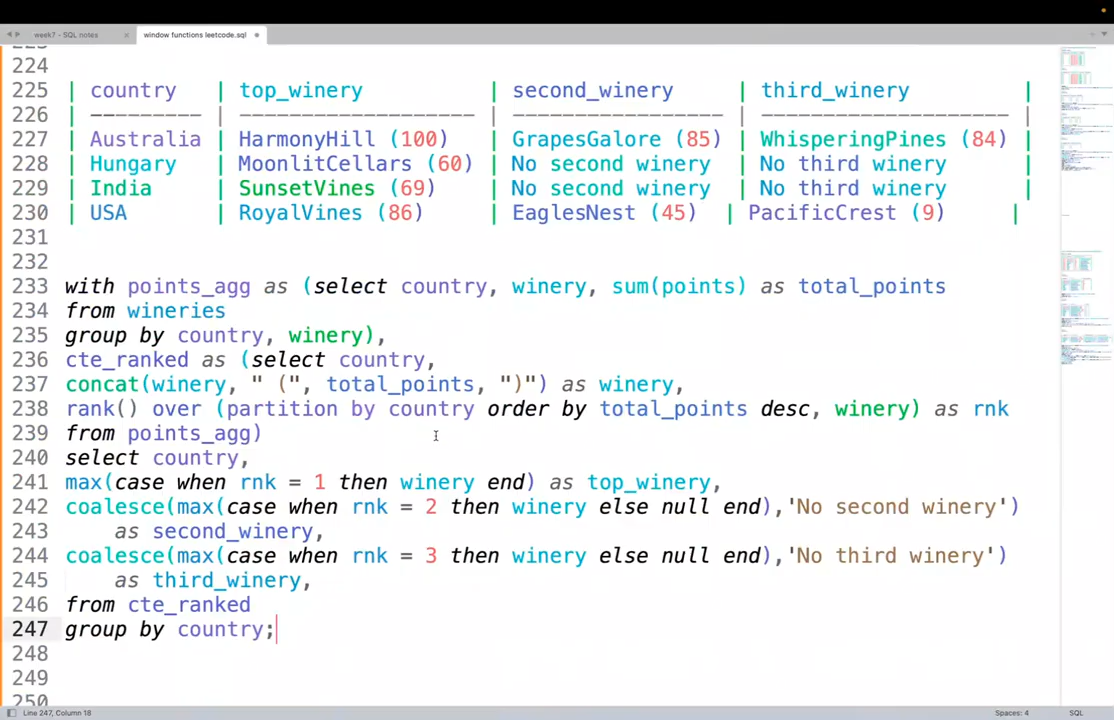 week7 - SQL notes
window functions leetcode.sql
224
225 | country | top_winery | second_winery | third_winery |
226 | --------- | ------------------- | ----------------- | -------------------- |
227 | Australia | HarmonyHill (100) | GrapesGalore (85) | WhisperingPines (84) |
228 | Hungary | MoonlitCellars (60) | No second winery | No third winery |
229 | India | SunsetVines (69) | No second winery | No third winery |
230 | USA | RoyalVines (86) | EaglesNest (45) | PacificCrest (9) |
231
232
233 with points_agg as (select country, winery, sum(points) as total_points
234 from wineries
235 group by country, winery),
236 cte_ranked as (select country,
237 concat(winery, " (", total_points, ")") as winery,
238 rank() over (partition by country order by total_points desc, winery) as rnk
239 from points_agg)
240 select country,
241 max(case when rnk = 1 then winery end) as top_winery,
242 coalesce(max(case when rnk = 2 then winery else null end),'No second winery')
243 as second_winery,
244 coalesce(max(case when rnk = 3 then winery else null end),'No third winery')
245 as third_winery,
246 from cte_ranked
247 group by country;
248
249
250
Line 247, Column 18
Spaces: 4
SQL